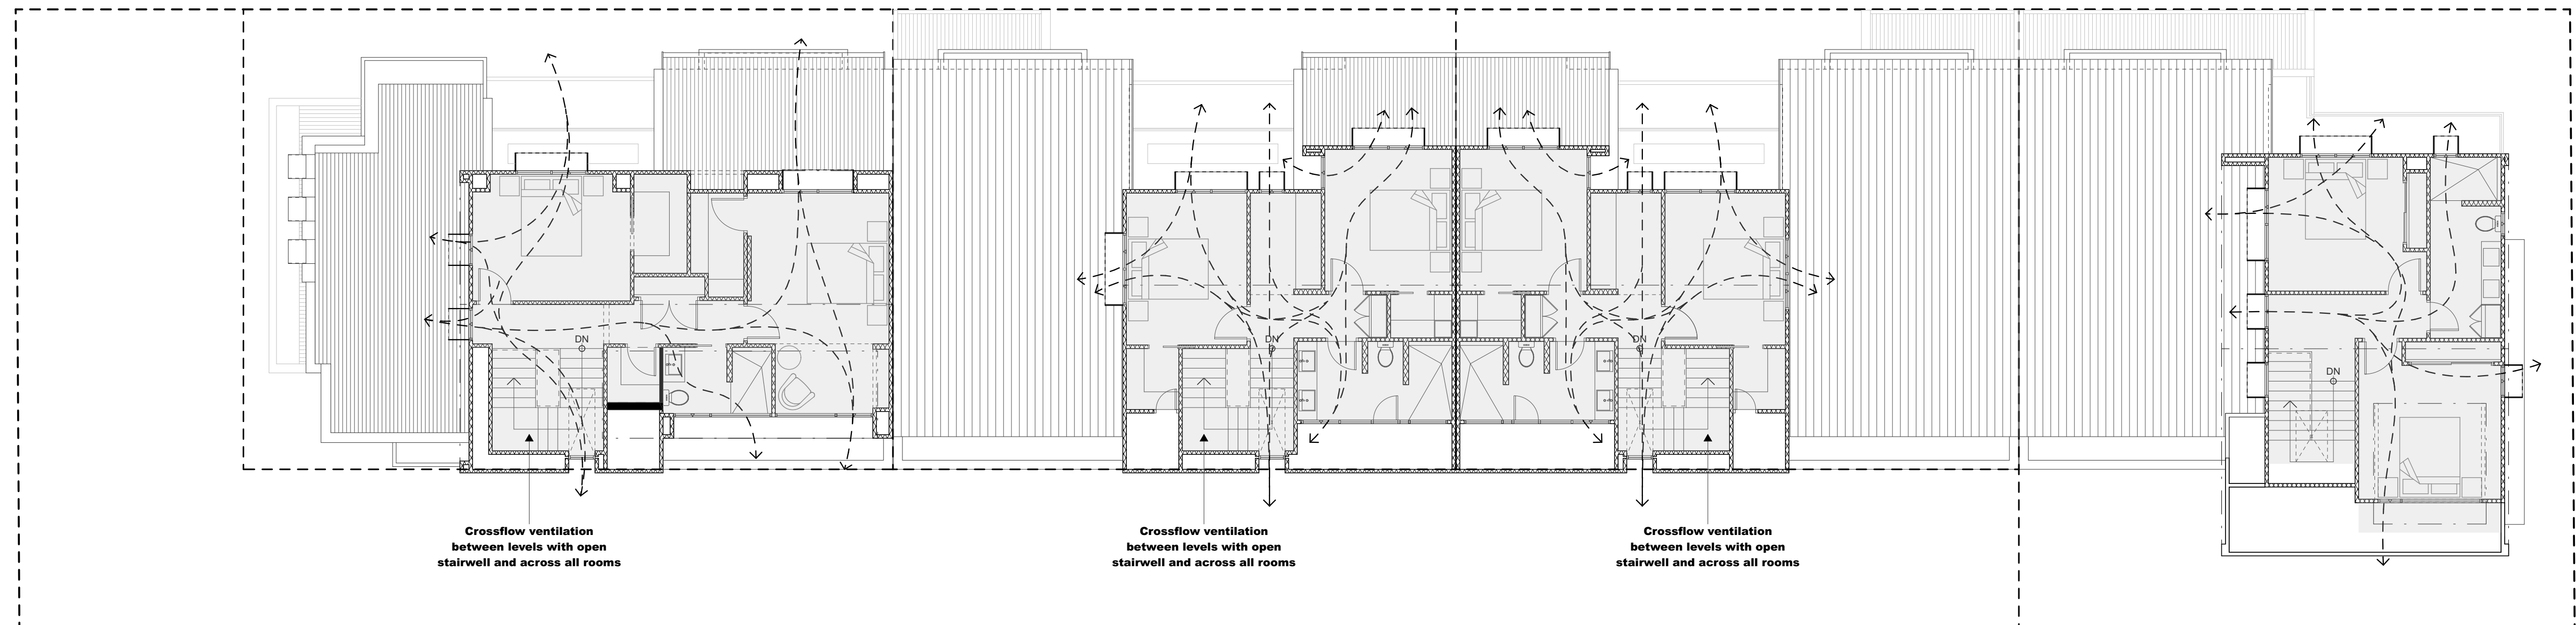 DN
DN
DN
DN
Crossflow ventilation
between levels with open
stairwell and across all rooms
Crossflow ventilation
between levels with open
stairwell and across all rooms
Crossflow ventilation
between levels with open
stairwell and across all rooms